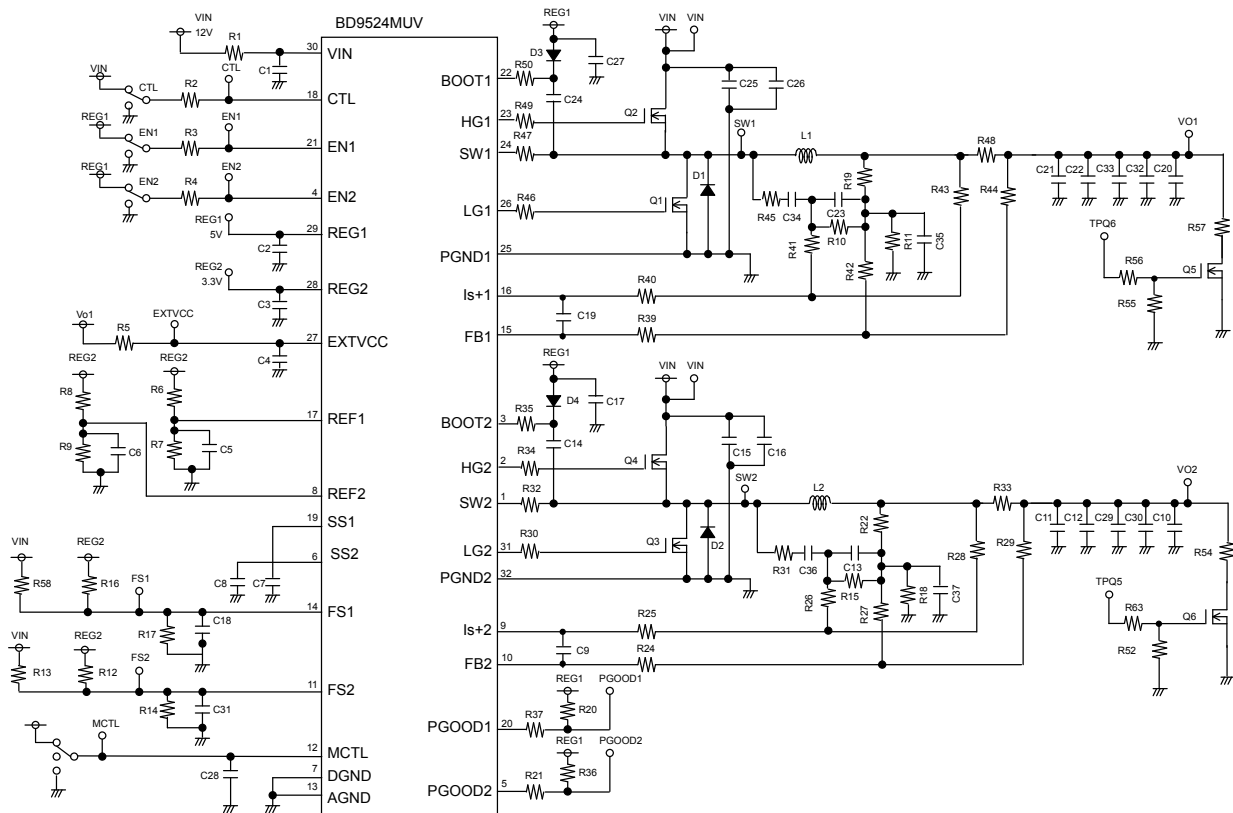 BD9524MUV
VIN
12V
R1
30
VIN
C1
VIN
CTL
R2
CTL
18
CTL
REG1
EN1
R3
EN1
21
EN1
REG1
EN2
R4
EN2
4
EN2
REG1
5V
29
REG1
C2
REG2
3.3V
28
REG2
C3
Vo1
R5
EXTVCC
27
EXTVCC
C4
REG2
R8
R9
C6
REG2
R6
R7
C5
17
REF1
8
REF2
19
SS1
6
SS2
C8
C7
VIN
R58
REG2
R16
FS1
14
FS1
R17
C18
VIN
R13
REG2
R12
FS2
11
FS2
R14
C31
MCTL
12
MCTL
C28
7
DGND
13
AGND
REG1
D3
C27
BOOT1
22
R50
C24
HG1
23
R49
Q2
VIN
VIN
C25
C26
SW1
24
R47
SW1
L1
R48
VO1
LG1
26
R46
Q1
D1
PGND1
25
R45
C34
C23
R10
R19
R41
R42
R11
C35
R43
R44
C21
C22
C33
C32
C20
R57
TPQ6
R56
R55
Q5
Is+1
16
R40
C19
FB1
15
R39
REG1
D4
C17
BOOT2
3
R35
C14
HG2
2
R34
Q4
VIN
VIN
C15
C16
SW2
1
R32
SW2
L2
R33
VO2
LG2
31
R30
Q3
D2
PGND2
32
R31
C36
C13
R15
R22
R26
R27
R18
C37
R28
R29
C11
C12
C29
C30
C10
R54
TPQ5
R63
R52
Q6
Is+2
9
R25
C9
FB2
10
R24
REG1
R20
PGOOD1
PGOOD1
20
R37
REG1
R36
PGOOD2
PGOOD2
5
R21